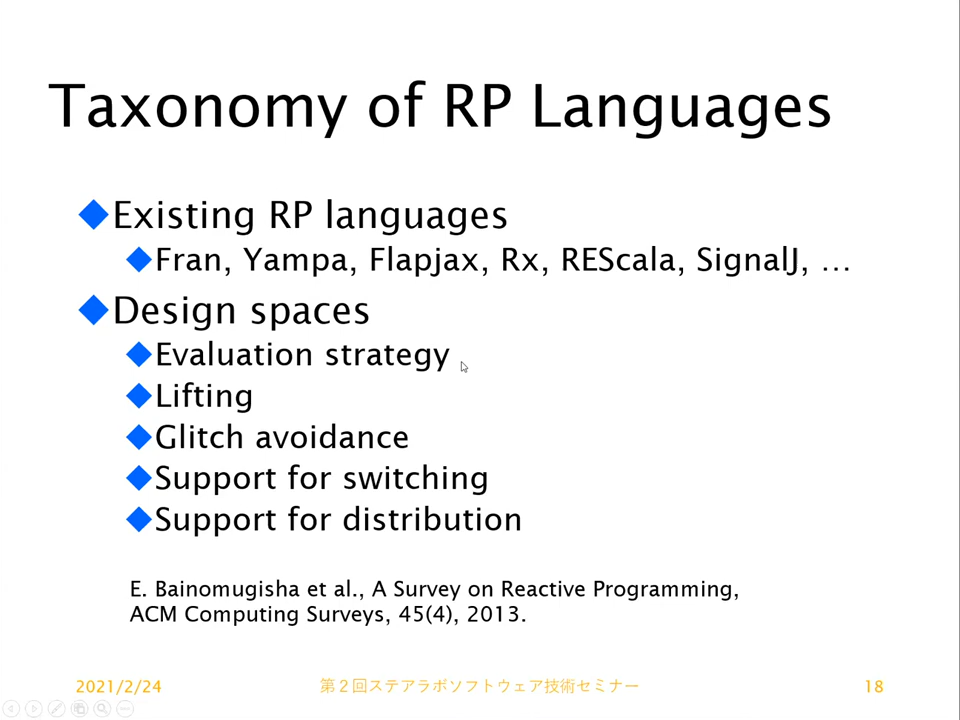 Taxonomy of RP Languages
Existing RP languages
Fran, Yampa, Flapjax, Rx, REScala, SignalJ, …
Design spaces
Evaluation strategy
Lifting
Glitch avoidance
Support for switching
Support for distribution
E. Bainomugisha et al., A Survey on Reactive Programming,
ACM Computing Surveys, 45(4), 2013.
2021/2/24 第２回ステアラボソフトウェア技術セミナー 18